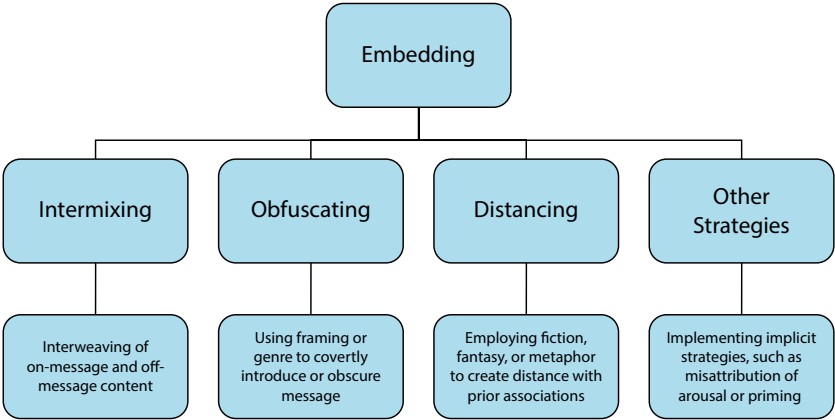 Embedding
Intermixing
Obfuscating
Distancing
Other
Strategies
Interweaving of
on-message and off-
message content
Using framing or
genre to covertly
introduce or obscure
message
Employing fiction,
fantasy, or metaphor
to create distance with
prior associations
Implementing implicit
strategies, such as
misattribution of
arousal or priming